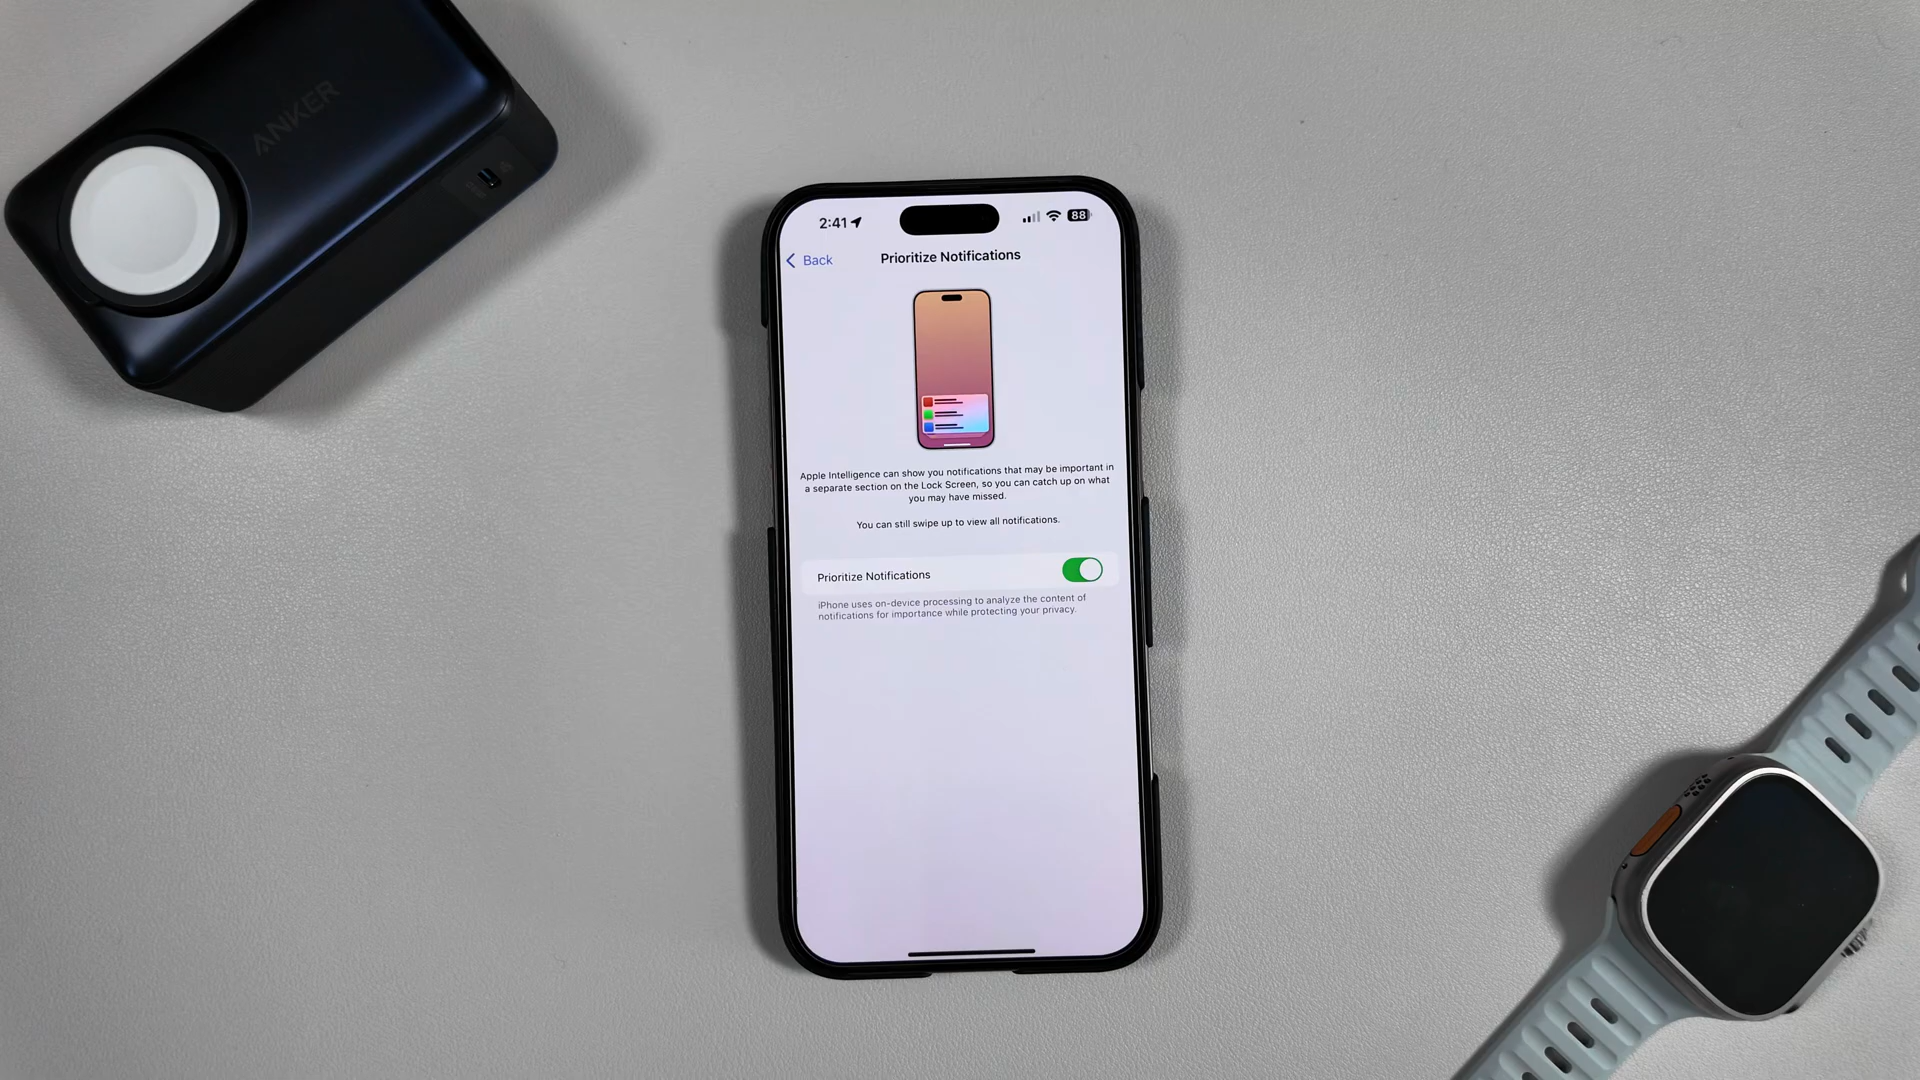 ANKER
2:41
88
Back
Prioritize Notifications
Apple Intelligence can show you notifications that may be important in
a separate section on the Lock Screen, so you can catch up on what
you may have missed.
You can still swipe up to view all notifications.
Prioritize Notifications
iPhone uses on-device processing to analyze the content of
notifications for importance while protecting your privacy.